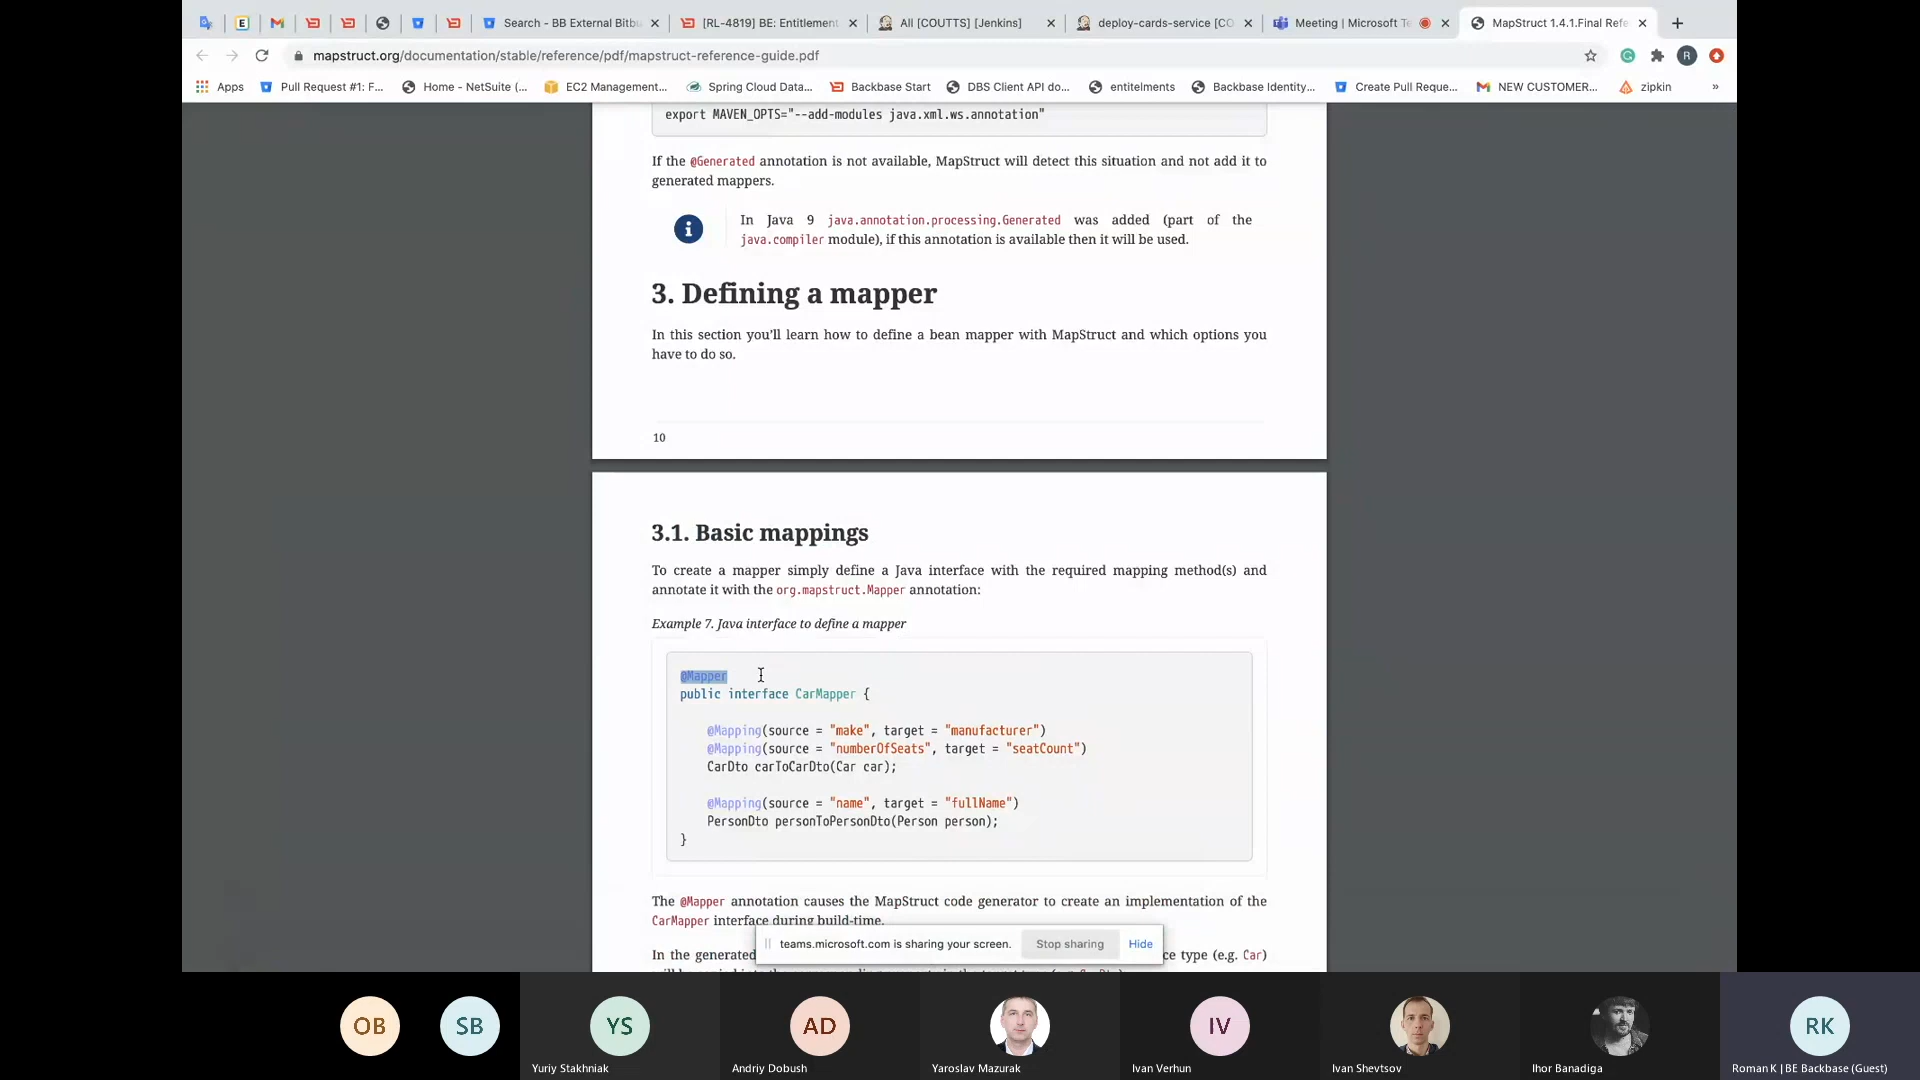 Search - BB External Bitbu
[RL-4819] BE: Entitlement
All [COUTTS] [Jenkins]
deploy-cards-service [CO
Meeting | Microsoft Te
MapStruct 1.4.1.Final Refe
mapstruct.org/documentation/stable/reference/pdf/mapstruct-reference-guide.pdf
R
Apps
Pull Request #1: F...
Home - NetSuite (...
EC2 Management...
Spring Cloud Data...
Backbase Start
DBS Client API do...
entitelments
Backbase Identity...
Create Pull Reque...
NEW CUSTOMER...
zipkin
»
export MAVEN_OPTS="--add-modules java.xml.ws.annotation"
If the @Generated annotation is not available, MapStruct will detect this situation and not add it to
generated mappers.
In Java 9 java.annotation.processing.Generated was added (part of the
java.compiler module), if this annotation is available then it will be used.
3. Defining a mapper
In this section you’ll learn how to define a bean mapper with MapStruct and which options you
have to do so.
10
3.1. Basic mappings
To create a mapper simply define a Java interface with the required mapping method(s) and
annotate it with the org.mapstruct.Mapper annotation:
Example 7. Java interface to define a mapper
@Mapper
public interface CarMapper {
@Mapping(source = "make", target = "manufacturer")
@Mapping(source = "numberOfSeats", target = "seatCount")
CarDto carToCarDto(Car car);
@Mapping(source = "name", target = "fullName")
PersonDto personToPersonDto(Person person);
}
The @Mapper annotation causes the MapStruct code generator to create an implementation of the
CarMapper interface during build-time.
teams.microsoft.com is sharing your screen.
Stop sharing
Hide
In the generated
ce type (e.g. Car)
OB
SB
YS
AD
IV
RK
Yuriy Stakhniak
Andriy Dobush
Yaroslav Mazurak
Ivan Verhun
Ivan Shevtsov
Ihor Banadiga
Roman K | BE Backbase (Guest)